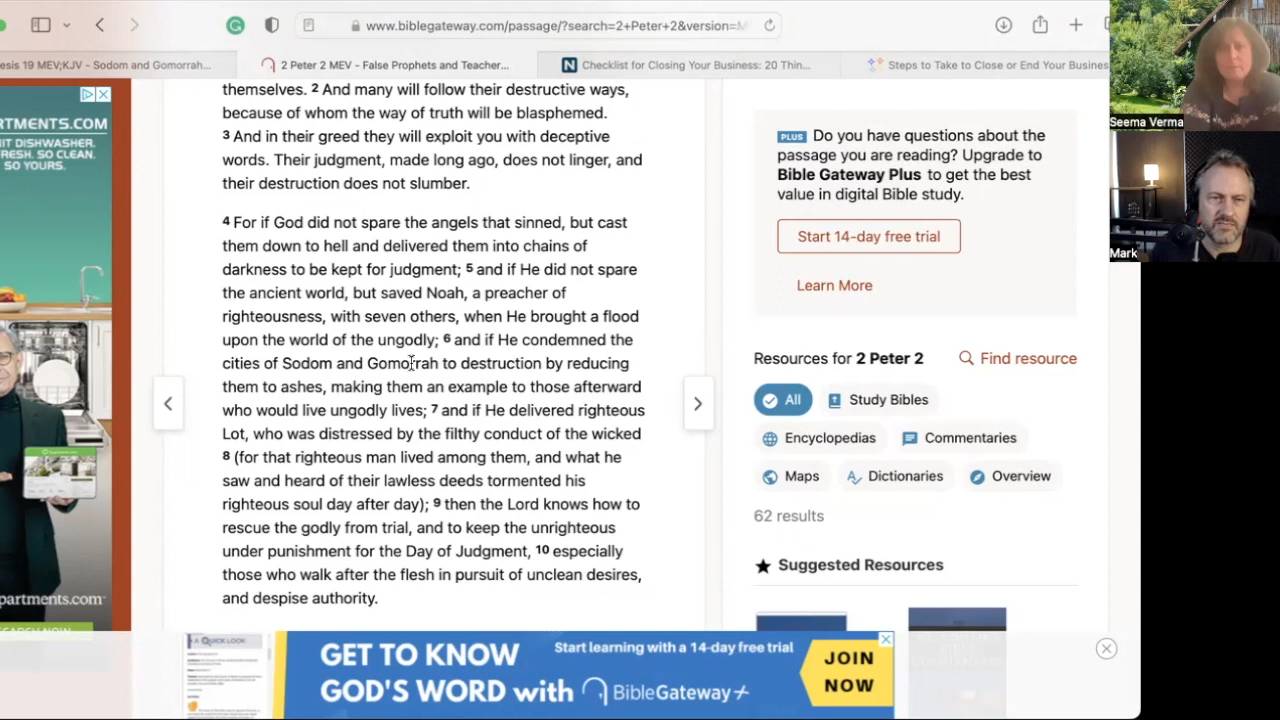 www.biblegateway.com/passage/?search=2+Peter+2&version=M
esis 19 MEV;KJV - Sodom and Gomorrah...
2 Peter 2 MEV - False Prophets and Teacher...
Checklist for Closing Your Business: 20 Thin...
Steps to Take to Close or End Your Business
TMENTS.COM
IT DISHWASHER.
RESH, SO CLEAN.
SO YOURS.
partments.com
themselves. 2 And many will follow their destructive ways,
because of whom the way of truth will be blasphemed.
3 And in their greed they will exploit you with deceptive
words. Their judgment, made long ago, does not linger, and
their destruction does not slumber.
4 For if God did not spare the angels that sinned, but cast
them down to hell and delivered them into chains of
darkness to be kept for judgment; 5 and if He did not spare
the ancient world, but saved Noah, a preacher of
righteousness, with seven others, when He brought a flood
upon the world of the ungodly; 6 and if He condemned the
cities of Sodom and Gomorrah to destruction by reducing
them to ashes, making them an example to those afterward
who would live ungodly lives; 7 and if He delivered righteous
Lot, who was distressed by the filthy conduct of the wicked
8 (for that righteous man lived among them, and what he
saw and heard of their lawless deeds tormented his
righteous soul day after day); 9 then the Lord knows how to
rescue the godly from trial, and to keep the unrighteous
under punishment for the Day of Judgment, 10 especially
those who walk after the flesh in pursuit of unclean desires,
and despise authority.
PLUS Do you have questions about the
passage you are reading? Upgrade to
Bible Gateway Plus to get the best
value in digital Bible study.
Start 14-day free trial
Learn More
Resources for 2 Peter 2
Find resource
All
Study Bibles
Encyclopedias
Commentaries
Maps
Dictionaries
Overview
62 results
Suggested Resources
A QUICK LOOK
GET TO KNOW
GOD'S WORD with
Start learning with a 14-day free trial
BibleGateway+
JOIN
NOW
Seema Verma
Mark